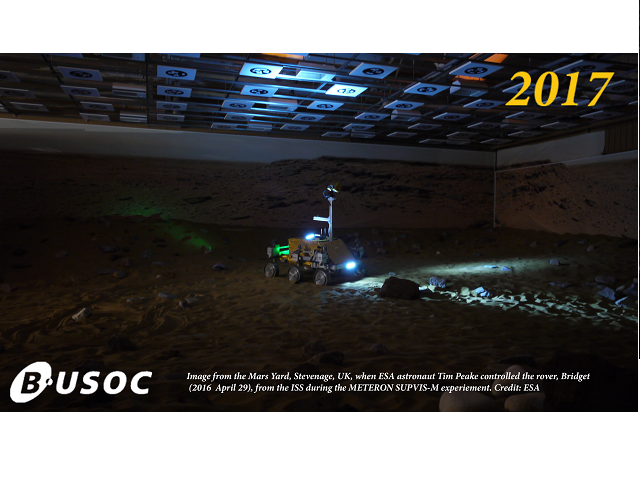 2017
B.USOC
Image from the Mars Yard, Stevenage, UK, when ESA astronaut Tim Peake controlled the rover, Bridget
(2016 April 29), from the ISS during the METERON SUPVIS-M experiement. Credit: ESA